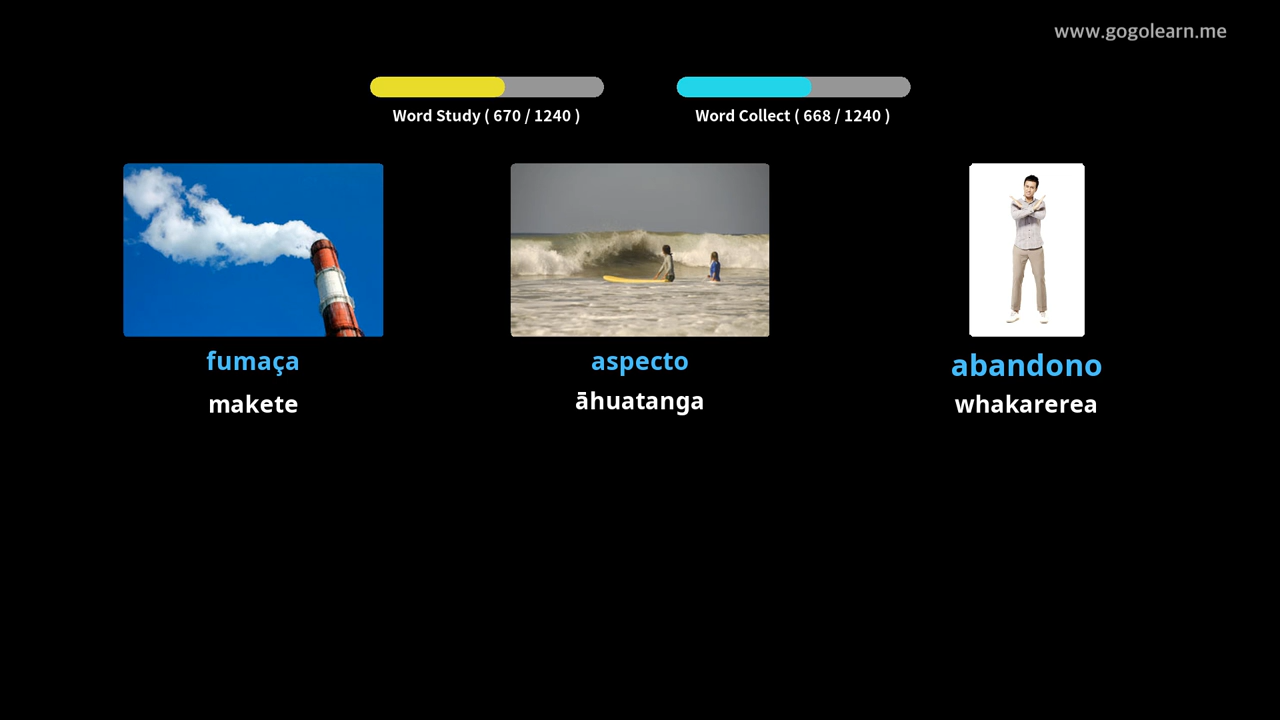 www.gogolearn.me
Word Study ( 670 / 1240 )
Word Collect ( 668 / 1240 )
fumaça
makete
aspecto
āhuatanga
abandono
whakarerea